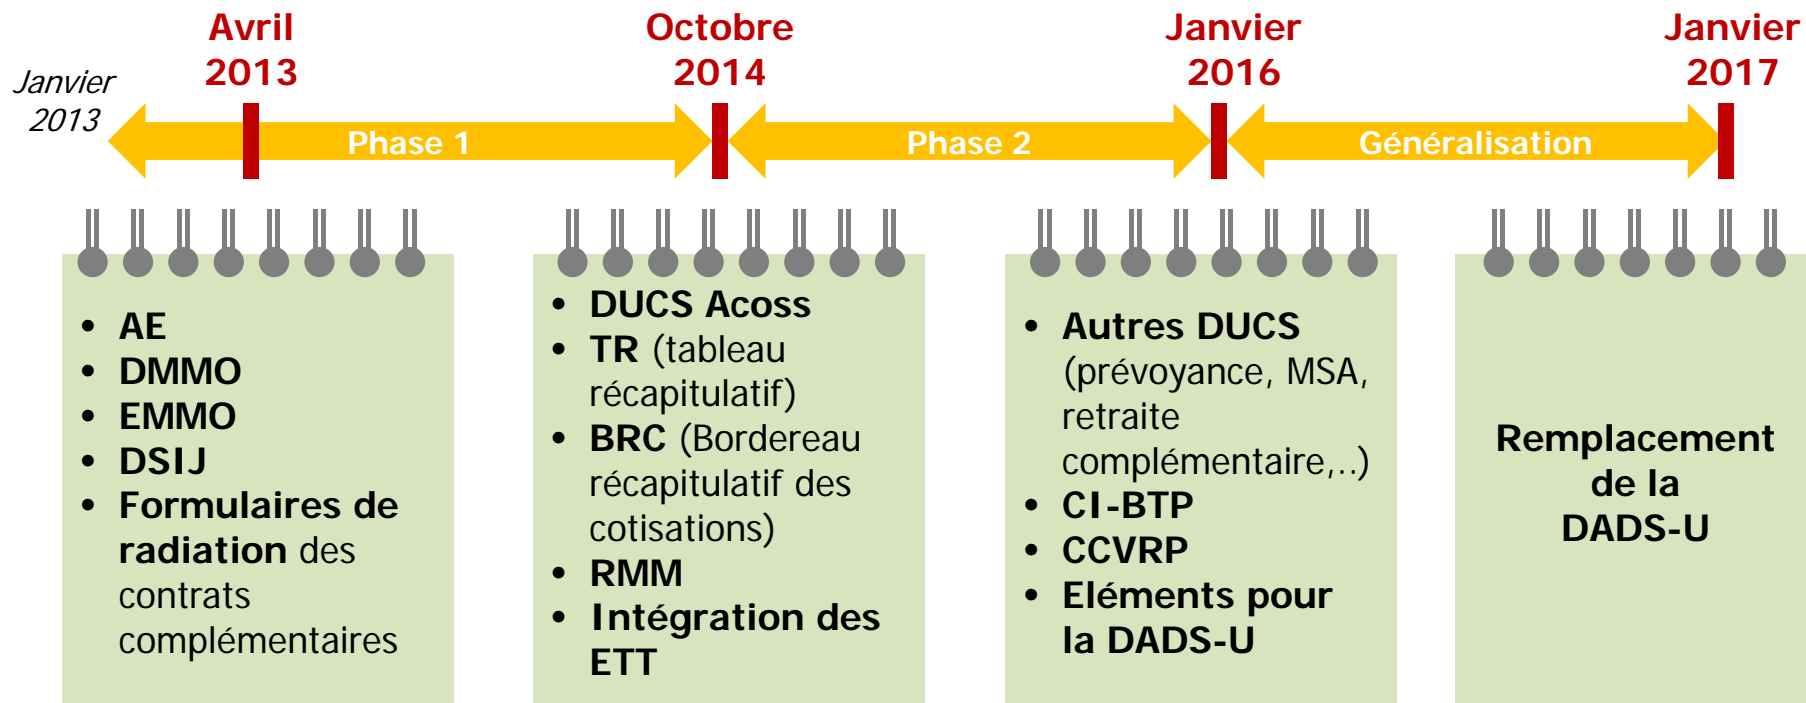 Janvier
2013
Avril
2013
Octobre
2014
Janvier
2016
Janvier
2017
Phase 1
Phase 2
Généralisation
• AE
• DMMO
• EMMO
• DSIJ
• Formulaires de
radiation des
contrats
complémentaires
• DUCS Acoss
• TR (tableau
récapitulatif)
• BRC (Bordereau
récapitulatif des
cotisations)
• RMM
• Intégration des
ETT
• Autres DUCS
(prévoyance, MSA,
retraite
complémentaire,..)
• CI-BTP
• CCVRP
• Eléments pour
la DADS-U
Remplacement
de la
DADS-U